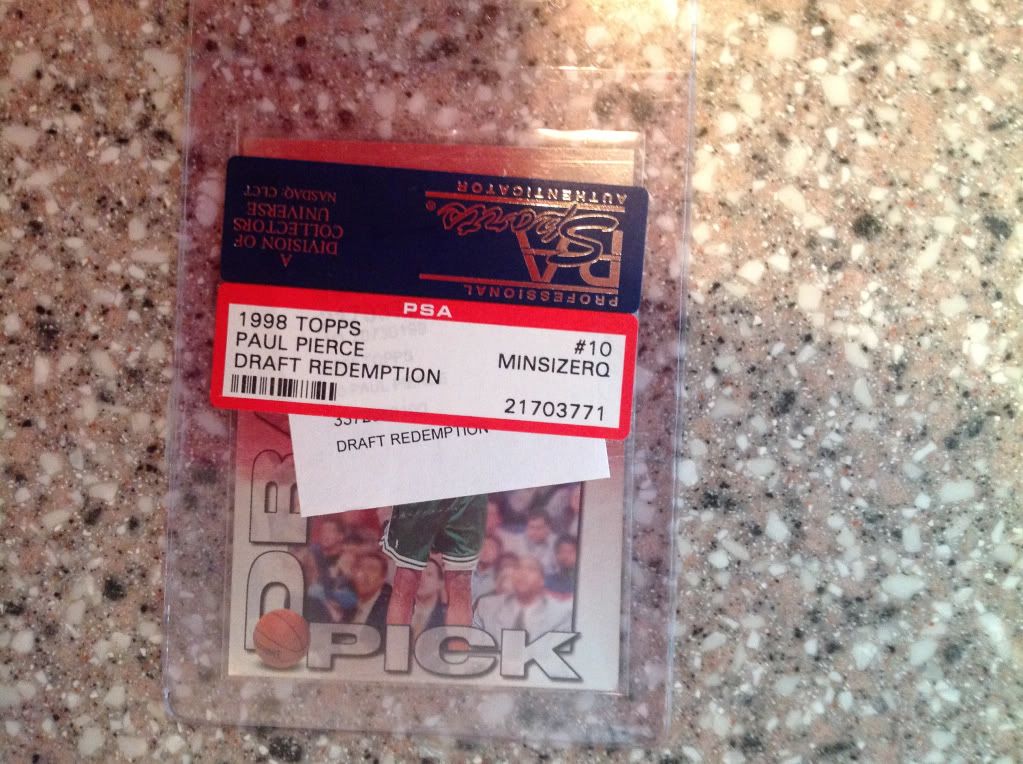 A
DIVISION OF
COLLECTORS
UNIVERSE
NASDAQ: CLCT
PROFESSIONAL
PSA
Sports®
AUTHENTICATOR
PSA
1998 TOPPS
PAUL PIERCE
DRAFT REDEMPTION
#10
MINSIZERQ
21703771
DRAFT REDEMPTION
PICK